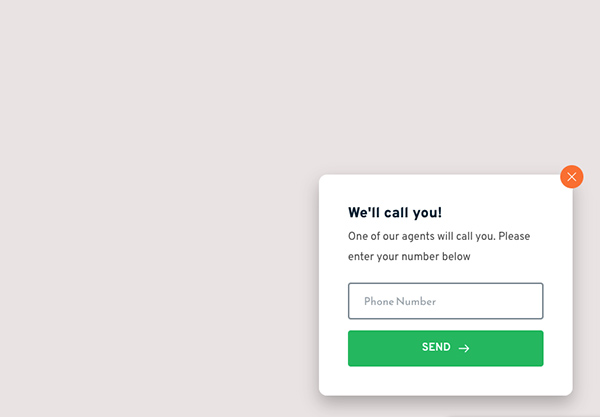 We'll call you!
One of our agents will call you. Please
enter your number below
Phone Number
SEND